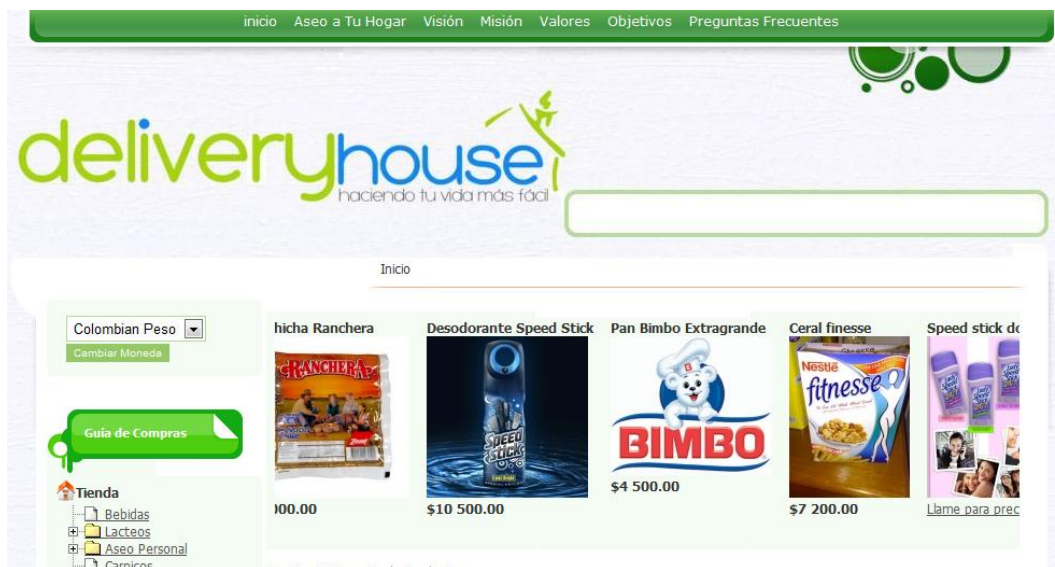 inicio Aseo a Tu Hogar Visión Misión Valores Objetivos Preguntas Frecuentes
deliveryhouse
haciendo tu vida más fácil
Inicio
Colombian Peso
Cambiar Moneda
hicha Ranchera
Desodorante Speed Stick
Pan Bimbo Extragrande
Ceral finesse
Speed stick do
RANCHERA
SPEED STICK
BIMBO
Nestlé
fitnesse
Guía de Compras
$4 500.00
000.00
$10 500.00
$7 200.00
Llame para prec
Tienda
Bebidas
Lacteos
Aseo Personal
Carnicos